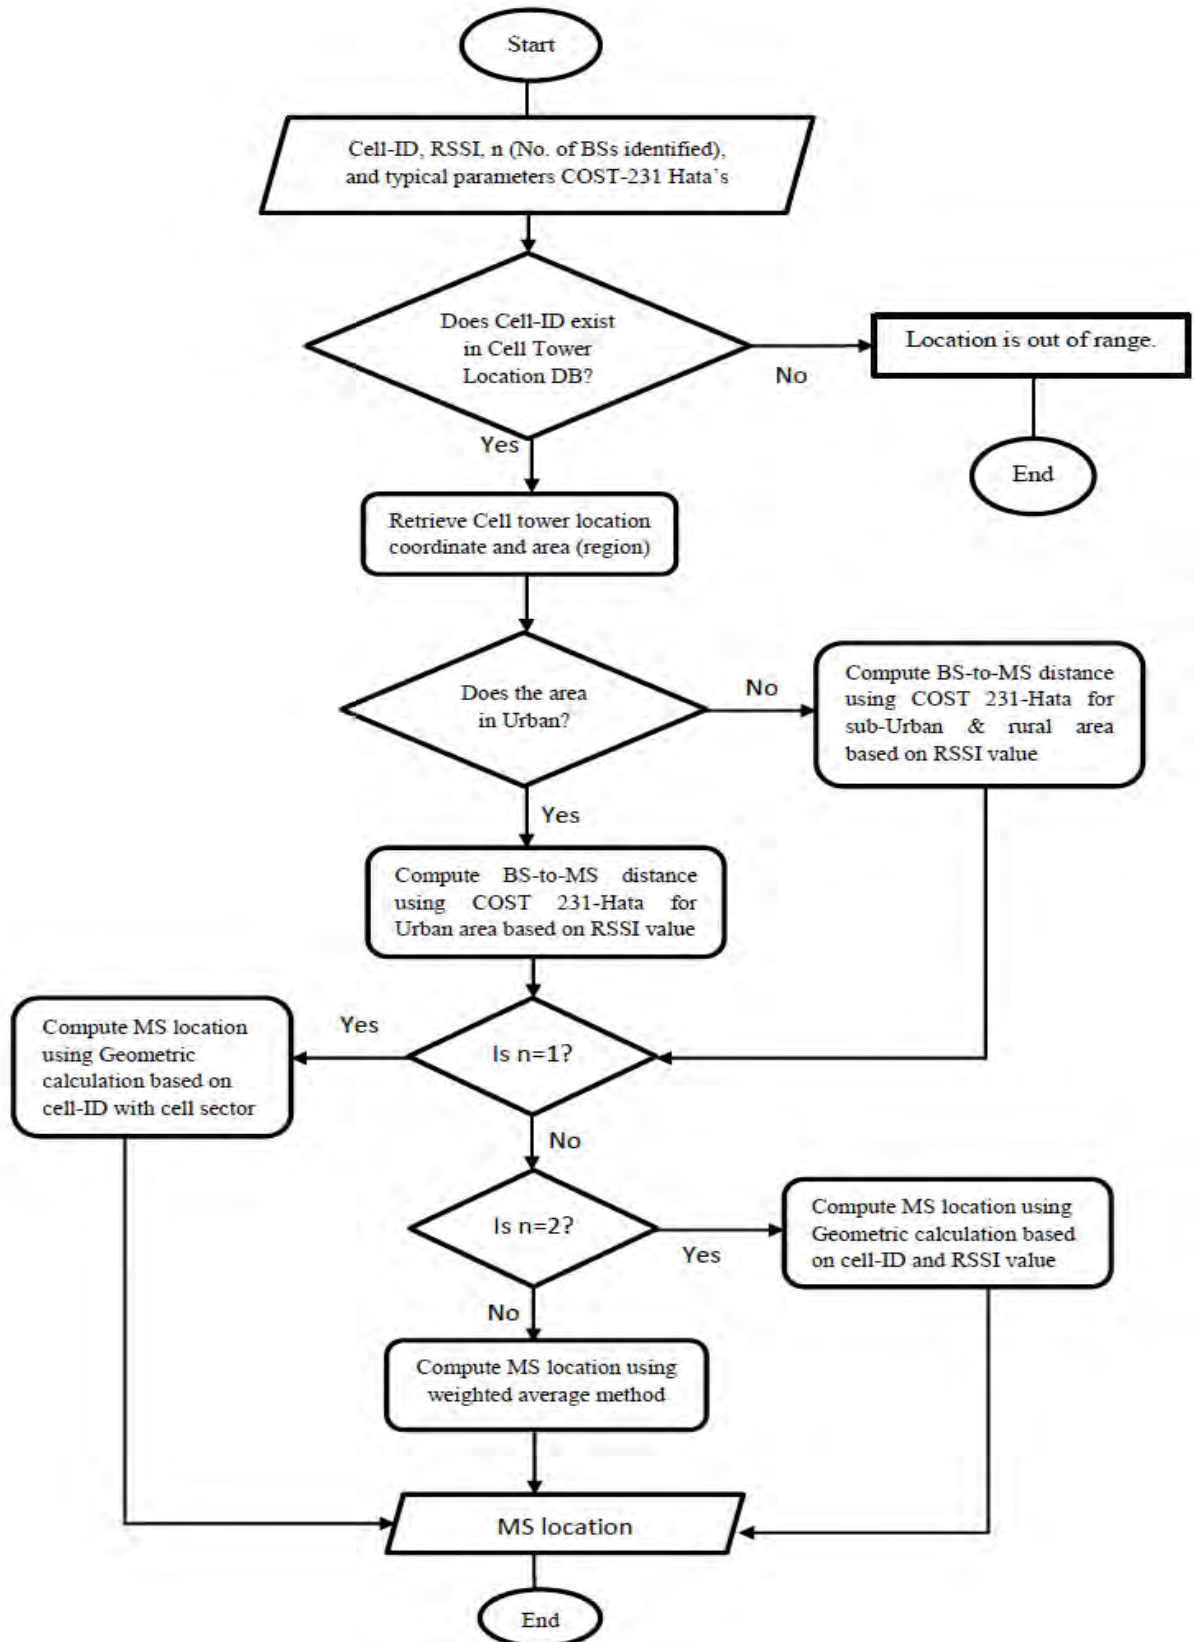 Start
Cell-ID, RSSI, n (No. of BSs identified),
and typical parameters COST-231 Hata’s
Does Cell-ID exist
in Cell Tower
Location DB?
No
Location is out of range.
End
Yes
Retrieve Cell tower location
coordinate and area (region)
Does the area
in Urban?
No
Compute BS-to-MS distance
using COST 231-Hata for
sub-Urban & rural area
based on RSSI value
Yes
Compute BS-to-MS distance
using COST 231-Hata for
Urban area based on RSSI value
Is n=1?
Yes
Compute MS location
using Geometric
calculation based on
cell-ID with cell sector
No
Is n=2?
Yes
Compute MS location using
Geometric calculation based
on cell-ID and RSSI value
No
Compute MS location using
weighted average method
MS location
End